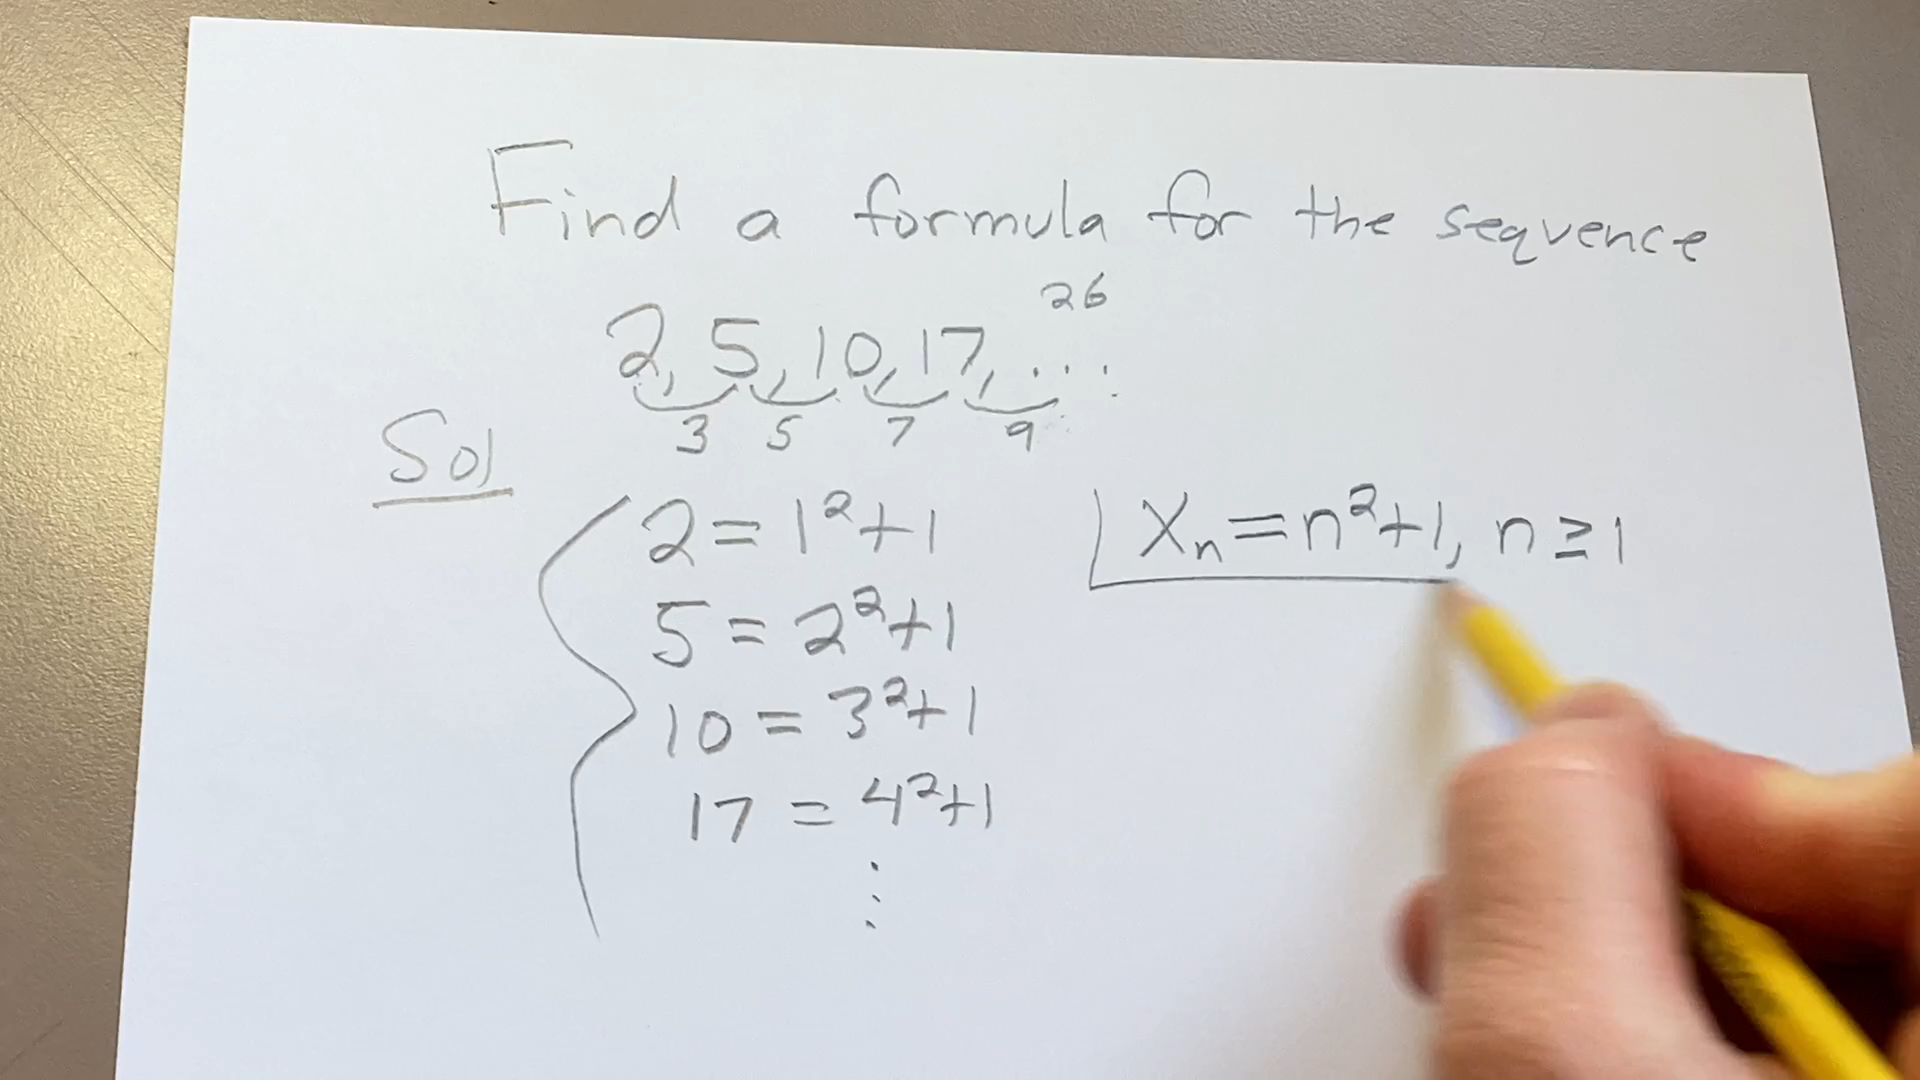 Find a formula for the sequence
26
2, 5, 10, 17, ...
3 5 7 9
Sol
2 = 1²+1
Xₙ = n²+1, n ≥ 1
5 = 2²+1
10 = 3²+1
17 = 4²+1
⋮